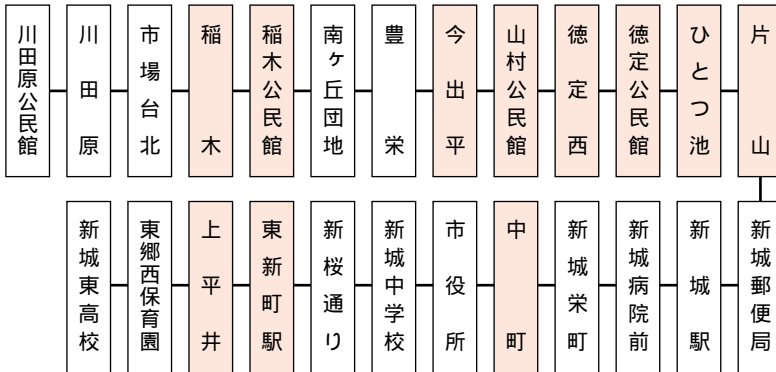 川田原公民館
川田原
市場台北
稲木
稲木公民館
南ヶ丘団地
豊栄
今出平
山村公民館
徳定西
徳定公民館
ひとつ池
片山
新城郵便局
新城駅
新城病院前
新城栄町
中町
市役所
新城中学校
新桜通り
東新町駅
上平井
東郷西保育園
新城東高校